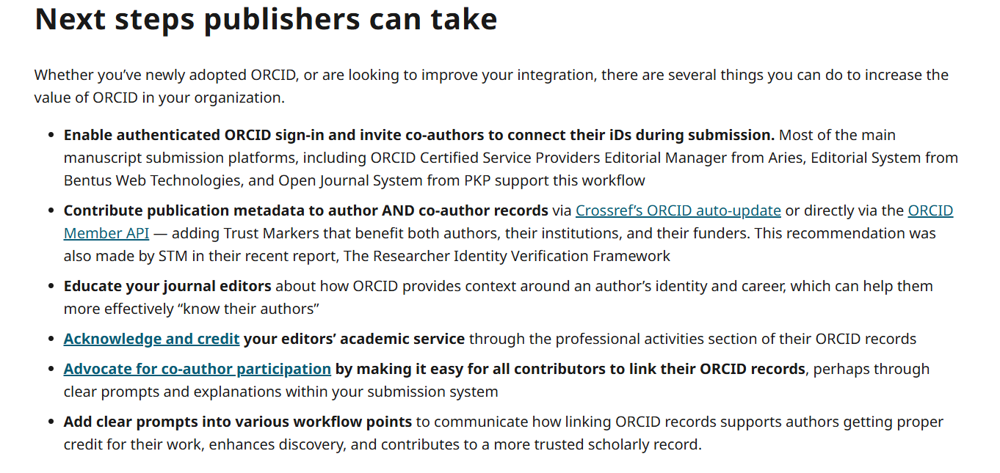 Next steps publishers can take
Whether you’ve newly adopted ORCID, or are looking to improve your integration, there are several things you can do to increase the
value of ORCID in your organization.
• Enable authenticated ORCID sign-in and invite co-authors to connect their iDs during submission. Most of the main
manuscript submission platforms, including ORCID Certified Service Providers Editorial Manager from Aries, Editorial System from
Bentus Web Technologies, and Open Journal System from PKP support this workflow
• Contribute publication metadata to author AND co-author records via Crossref’s ORCID auto-update or directly via the ORCID
Member API — adding Trust Markers that benefit both authors, their institutions, and their funders. This recommendation was
also made by STM in their recent report, The Researcher Identity Verification Framework
• Educate your journal editors about how ORCID provides context around an author’s identity and career, which can help them
more effectively “know their authors”
• Acknowledge and credit your editors’ academic service through the professional activities section of their ORCID records
• Advocate for co-author participation by making it easy for all contributors to link their ORCID records, perhaps through
clear prompts and explanations within your submission system
• Add clear prompts into various workflow points to communicate how linking ORCID records supports authors getting proper
credit for their work, enhances discovery, and contributes to a more trusted scholarly record.